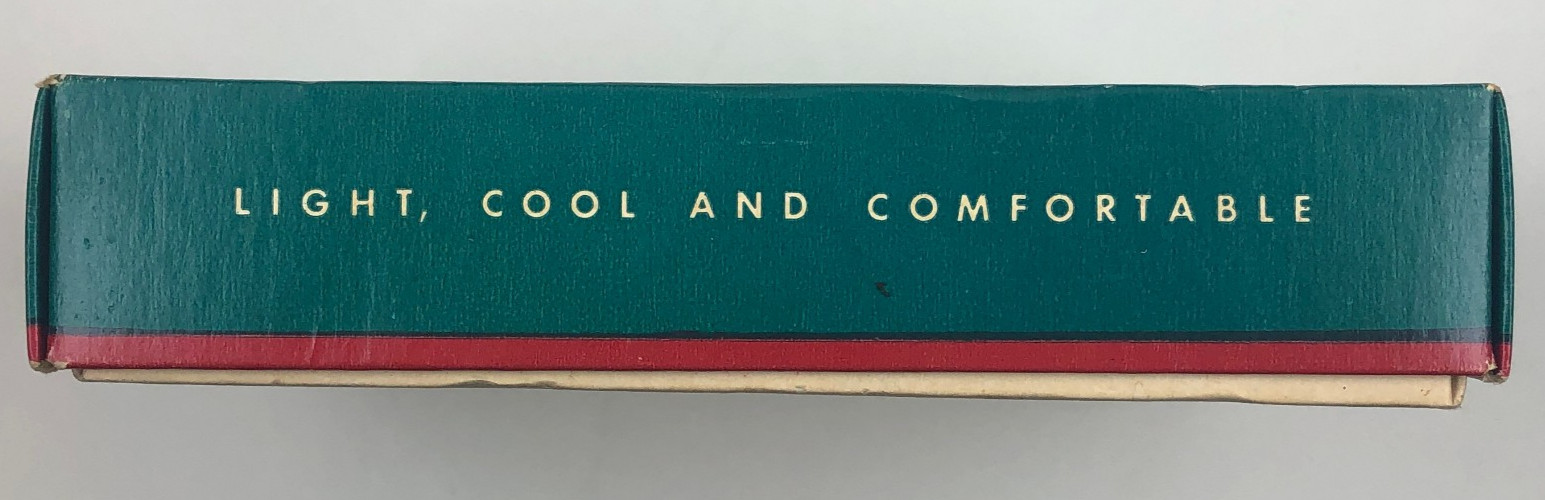 LIGHT, COOL AND COMFORTABLE